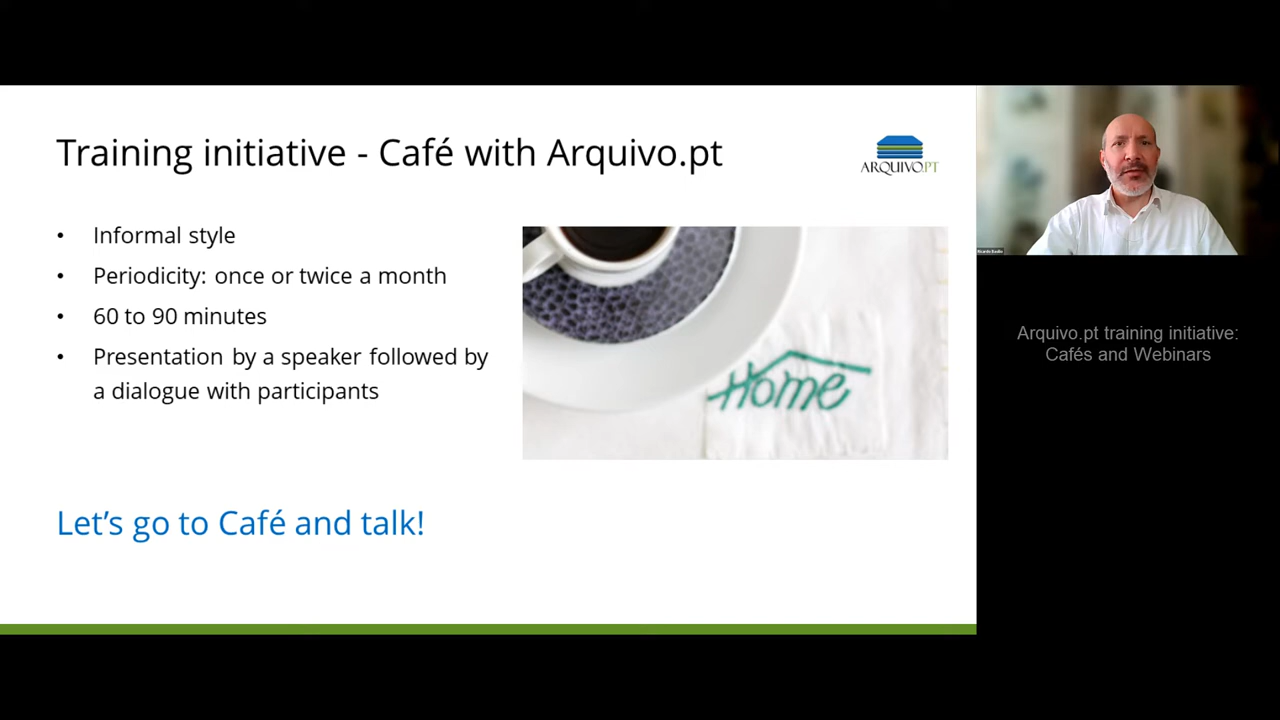 Training initiative - Café with Arquivo.pt
ARQUIVO.PT
• Informal style
• Periodicity: once or twice a month
• 60 to 90 minutes
• Presentation by a speaker followed by
a dialogue with participants
Home
Let's go to Café and talk!
Ricardo Basílio
Arquivo.pt training initiative:
Cafés and Webinars